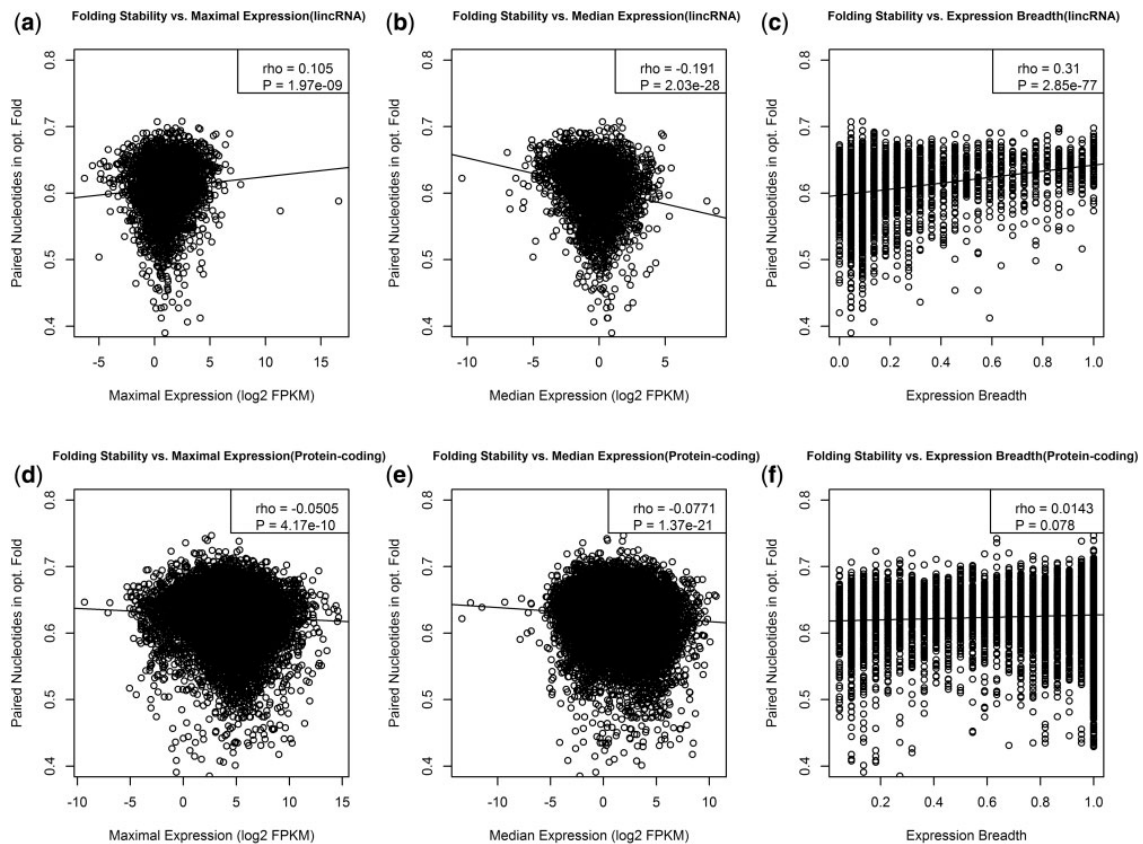 (a)
Folding Stability vs. Maximal Expression(lincRNA)
rho = 0.105
P = 1.97e-09
Paired Nucleotides in opt. Fold
0.8
0.7
0.6
0.5
0.4
-5 0 5 10 15
Maximal Expression (log2 FPKM)
(b)
Folding Stability vs. Median Expression(lincRNA)
rho = -0.191
P = 2.03e-28
Paired Nucleotides in opt. Fold
0.8
0.7
0.6
0.5
0.4
-10 -5 0 5
Median Expression (log2 FPKM)
(c)
Folding Stability vs. Expression Breadth(lincRNA)
rho = 0.31
P = 2.85e-77
Paired Nucleotides in opt. Fold
0.8
0.7
0.6
0.5
0.4
0.0 0.2 0.4 0.6 0.8 1.0
Expression Breadth
(d)
Folding Stability vs. Maximal Expression(Protein-coding)
rho = -0.0505
P = 4.17e-10
Paired Nucleotides in opt. Fold
0.8
0.7
0.6
0.5
0.4
-10 -5 0 5 10 15
Maximal Expression (log2 FPKM)
(e)
Folding Stability vs. Median Expression(Protein-coding)
rho = -0.0771
P = 1.37e-21
Paired Nucleotides in opt. Fold
0.8
0.7
0.6
0.5
0.4
-10 -5 0 5 10
Median Expression (log2 FPKM)
(f)
Folding Stability vs. Expression Breadth(Protein-coding)
rho = 0.0143
P = 0.078
Paired Nucleotides in opt. Fold
0.8
0.7
0.6
0.5
0.4
0.2 0.4 0.6 0.8 1.0
Expression Breadth